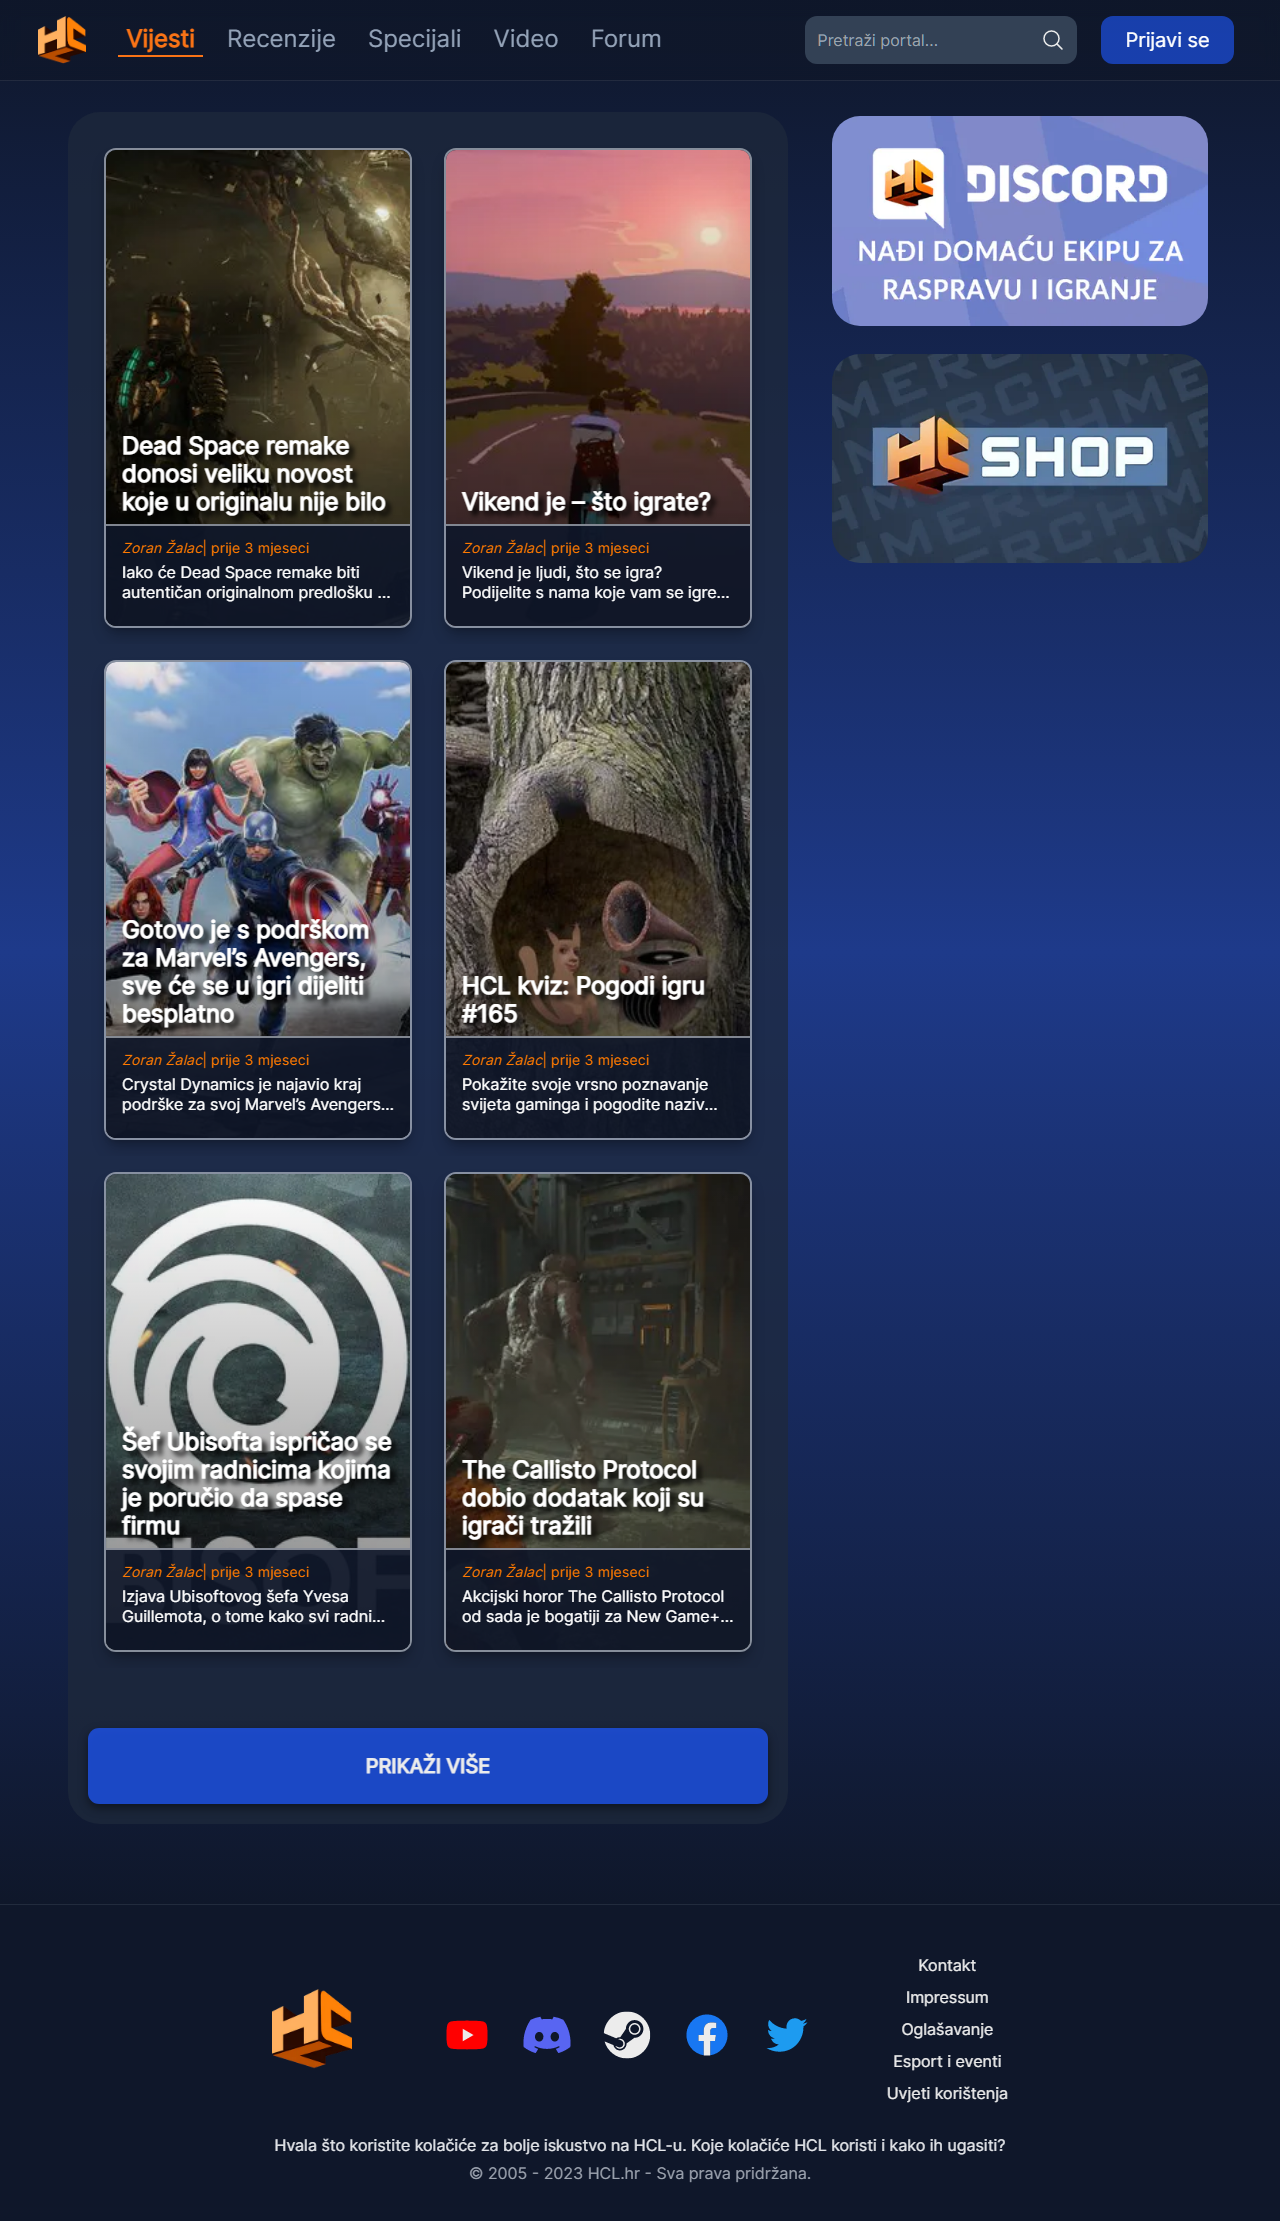 HC
Vijesti
Recenzije
Specijali
Video
Forum
Pretraži portal...
Prijavi se
Dead Space remake
donosi veliku novost
koje u originalu nije bilo
Zoran Žalac| prije 3 mjeseci
Iako će Dead Space remake biti
autentičan originalnom predlošku ...
Vikend je – što igrate?
Zoran Žalac| prije 3 mjeseci
Vikend je ljudi, što se igra?
Podijelite s nama koje vam se igre...
HC DISCORD
NAĐI DOMAĆU EKIPU ZA
RASPRAVU I IGRANJE
MERCHMERCHME
HC SHOP
Gotovo je s podrškom
za Marvel’s Avengers,
sve će se u igri dijeliti
besplatno
Zoran Žalac| prije 3 mjeseci
Crystal Dynamics je najavio kraj
podrške za svoj Marvel’s Avengers...
HCL kviz: Pogodi igru
#165
Zoran Žalac| prije 3 mjeseci
Pokažite svoje vrsno poznavanje
svijeta gaminga i pogodite naziv...
Šef Ubisofta ispričao se
svojim radnicima kojima
je poručio da spase
firmu
Zoran Žalac| prije 3 mjeseci
Izjava Ubisoftovog šefa Yvesa
Guillemota, o tome kako svi radni...
The Callisto Protocol
dobio dodatak koji su
igrači tražili
Zoran Žalac| prije 3 mjeseci
Akcijski horor The Callisto Protocol
od sada je bogatiji za New Game+...
PRIKAŽI VIŠE
HC
Kontakt
Impressum
Oglašavanje
Esport i eventi
Uvjeti korištenja
Hvala što koristite kolačiće za bolje iskustvo na HCL-u. Koje kolačiće HCL koristi i kako ih ugasiti?
© 2005 - 2023 HCL.hr - Sva prava pridržana.